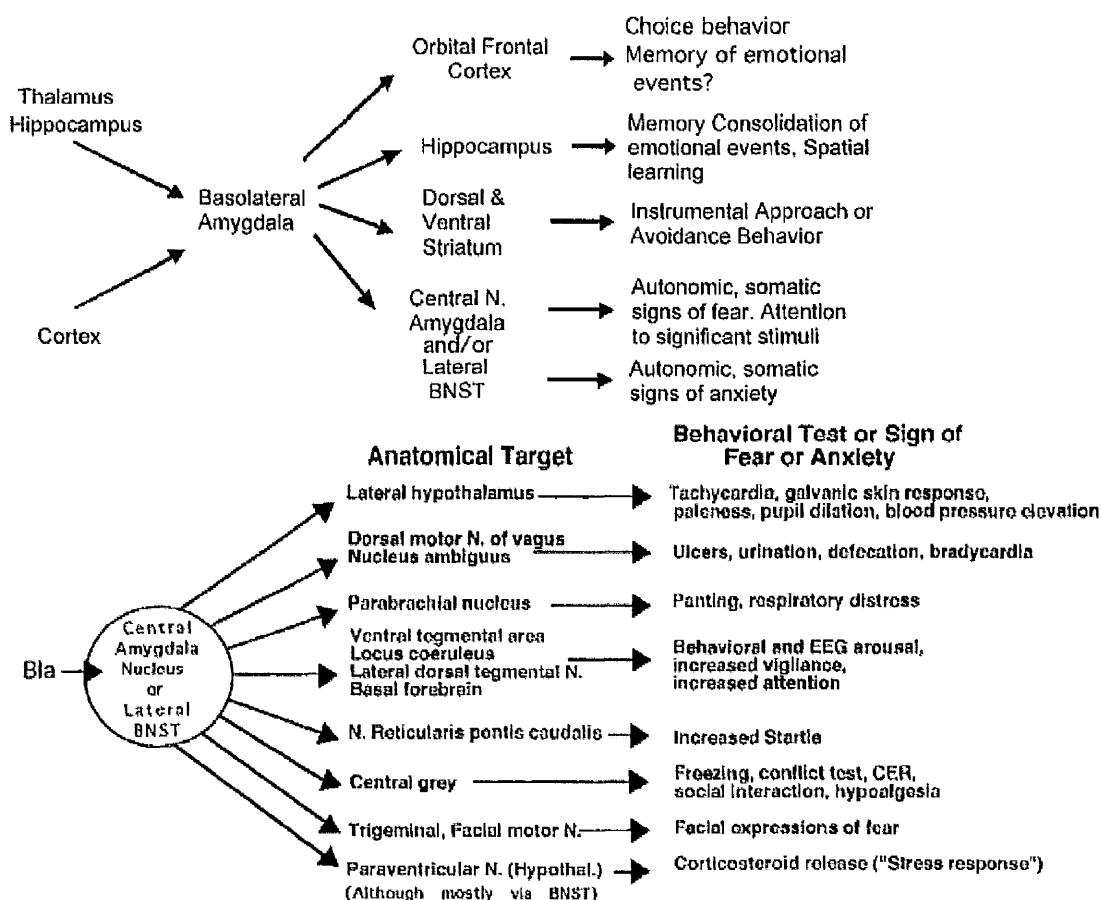 Thalamus
Hippocampus
Cortex
Basolateral
Amygdala
Orbital Frontal
Cortex
Choice behavior
Memory of emotional
events?
Hippocampus
Memory Consolidation of
emotional events, Spatial
learning
Dorsal &
Ventral
Striatum
Instrumental Approach or
Avoidance Behavior
Central N.
Amygdala
and/or
Lateral
BNST
Autonomic, somatic
signs of fear. Attention
to significant stimuli
Autonomic, somatic
signs of anxiety
Anatomical Target
Behavioral Test or Sign of
Fear or Anxiety
Bla
Central
Amygdala
Nucleus
or
Lateral
BNST
Lateral hypothalamus
Tachycardia, galvanic skin response,
paleness, pupil dilation, blood pressure elevation
Dorsal motor N. of vagus
Nucleus ambiguus
Ulcers, urination, defecation, bradycardia
Parabrachial nucleus
Panting, respiratory distress
Ventral tegmental area
Locus coeruleus
Lateral dorsal tegmental N.
Basal forebrain
Behavioral and EEG arousal,
increased vigilance,
increased attention
N. Reticularis pontis caudalis
Increased Startle
Central grey
Freezing, conflict test, CER,
social interaction, hypoalgesia
Trigeminal, Facial motor N.
Facial expressions of fear
Paraventricular N. (Hypothal.)
(Although mostly via BNST)
Corticosteroid release ("Stress response")